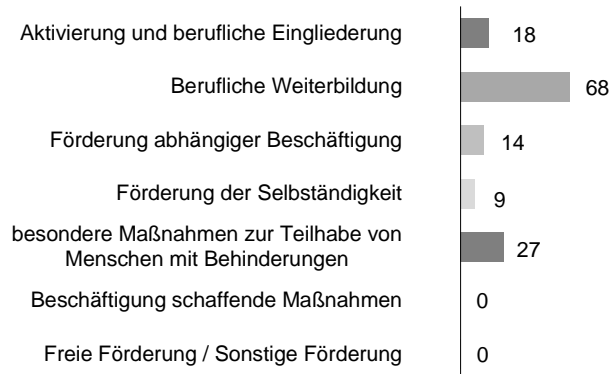 Aktivierung und berufliche Eingliederung 18
Berufliche Weiterbildung 68
Förderung abhängiger Beschäftigung 14
Förderung der Selbständigkeit 9
besondere Maßnahmen zur Teilhabe von
Menschen mit Behinderungen 27
Beschäftigung schaffende Maßnahmen 0
Freie Förderung / Sonstige Förderung 0